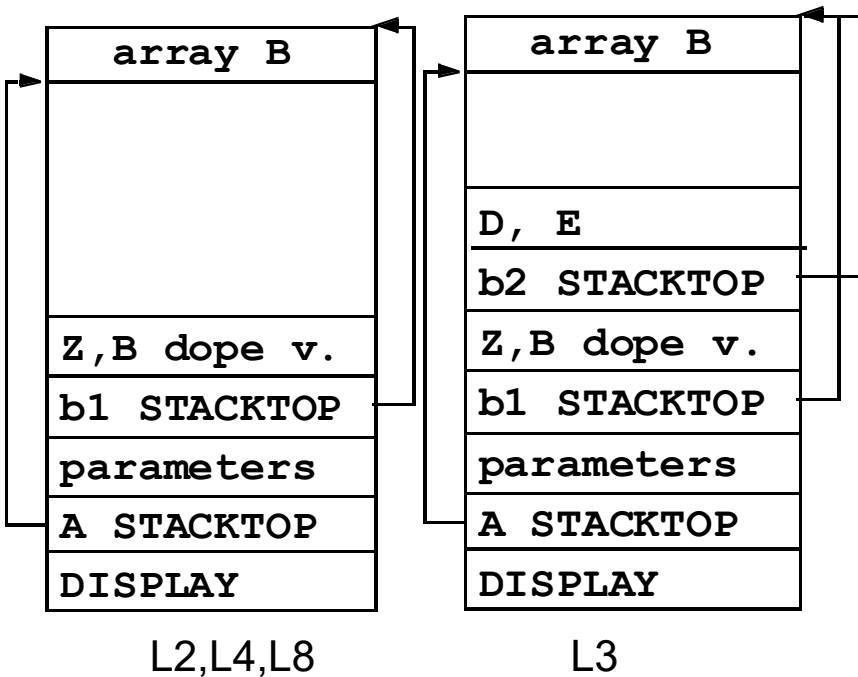 array B
Z,B dope v.
b1 STACKTOP
parameters
A STACKTOP
DISPLAY
L2,L4,L8
array B
D, E
b2 STACKTOP
Z,B dope v.
b1 STACKTOP
parameters
A STACKTOP
DISPLAY
L3